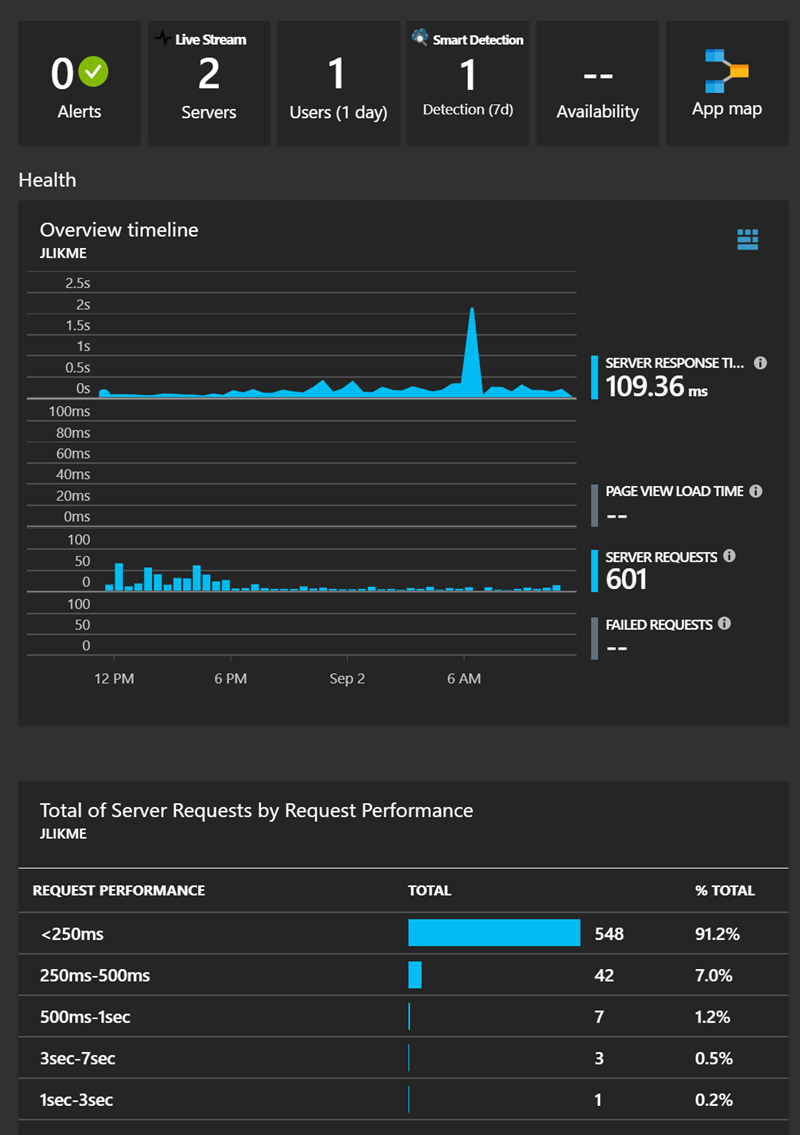 Live Stream
Smart Detection
0
2
1
1
--
Alerts
Servers
Users (1 day)
Detection (7d)
Availability
App map
Health
Overview timeline
JLIKME
2.5s
2s
1.5s
1s
0.5s
0s
SERVER RESPONSE TI...
109.36 ms
100ms
80ms
60ms
40ms
20ms
0ms
PAGE VIEW LOAD TIME
--
100
50
0
SERVER REQUESTS
601
100
50
0
FAILED REQUESTS
--
12 PM 6 PM Sep 2 6 AM
Total of Server Requests by Request Performance
JLIKME
REQUEST PERFORMANCE TOTAL % TOTAL
<250ms 548 91.2%
250ms-500ms 42 7.0%
500ms-1sec 7 1.2%
3sec-7sec 3 0.5%
1sec-3sec 1 0.2%